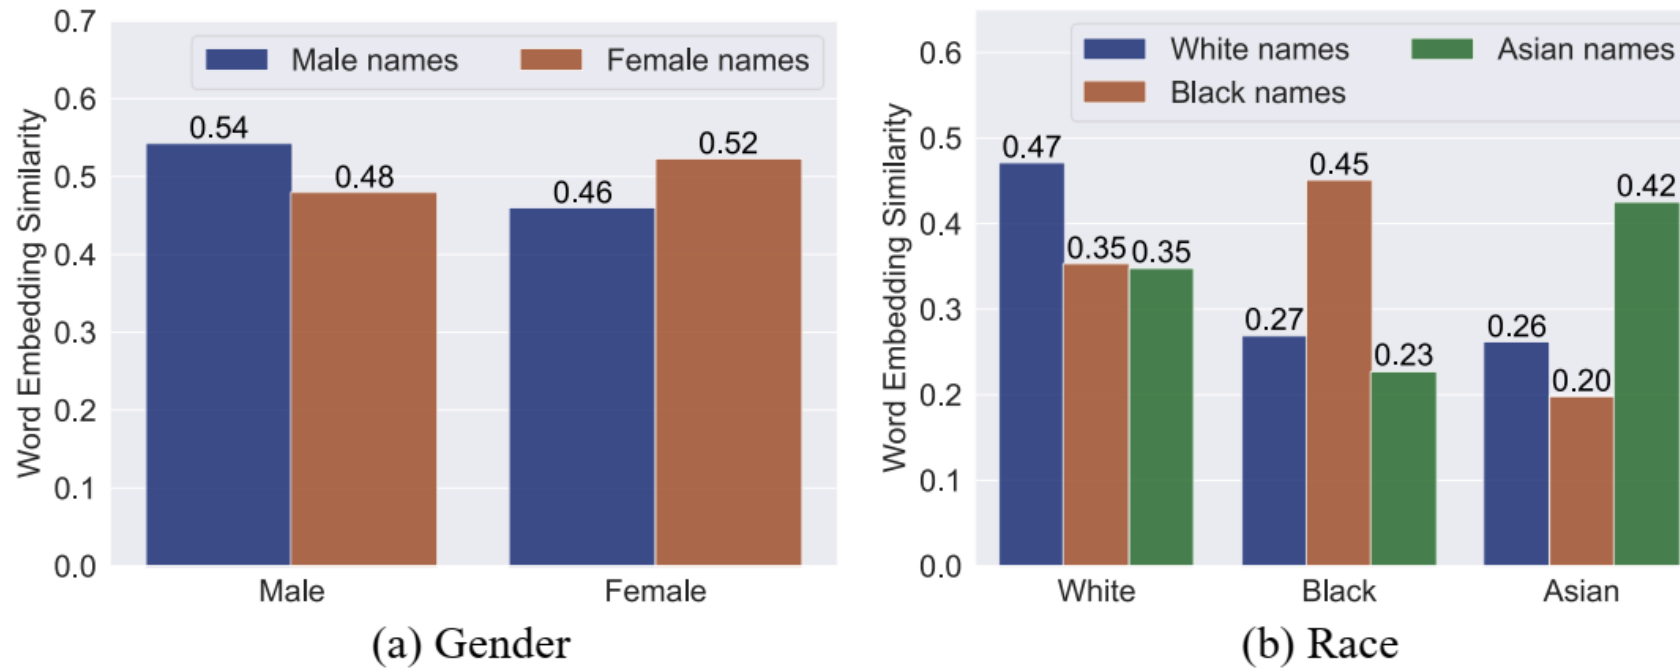 0.7
0.6
0.5
0.4
0.3
0.2
0.1
0.0
Word Embedding Similarity
Male names
Female names
0.54
0.48
0.46
0.52
Male
Female
(a) Gender
0.6
0.5
0.4
0.3
0.2
0.1
0.0
Word Embedding Similarity
White names
Asian names
Black names
0.47
0.35
0.35
0.27
0.45
0.23
0.26
0.20
0.42
White
Black
Asian
(b) Race